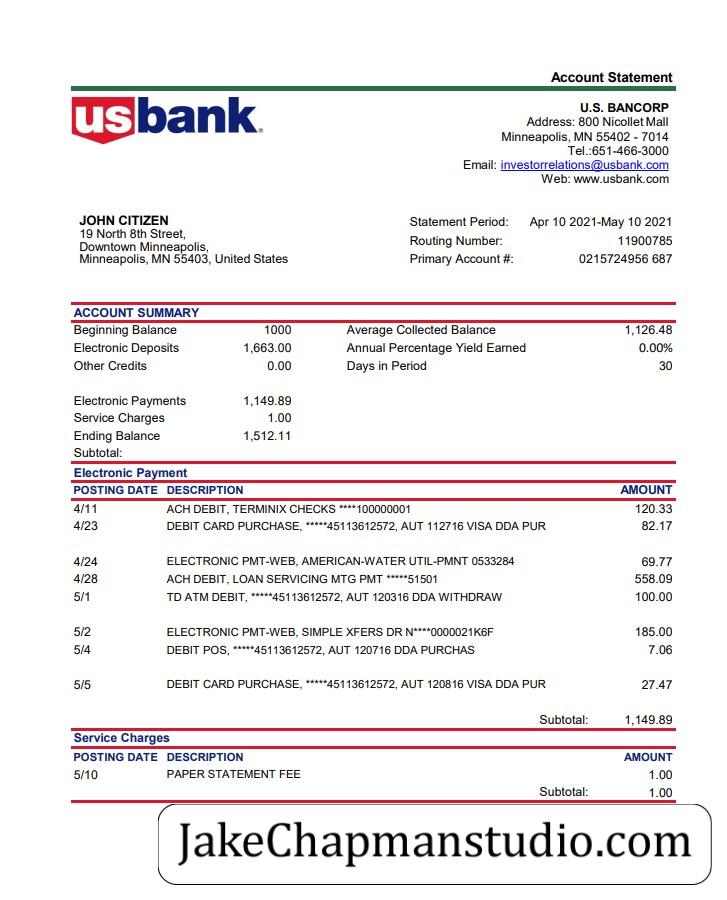 Account Statement
usbank.
U.S. BANCORP
Address: 800 Nicollet Mall
Minneapolis, MN 55402 - 7014
Tel.:651-466-3000
Email: investorrelations@usbank.com
Web: www.usbank.com
JOHN CITIZEN
19 North 8th Street,
Downtown Minneapolis,
Minneapolis, MN 55403, United States
Statement Period: Apr 10 2021-May 10 2021
Routing Number: 11900785
Primary Account #: 0215724956 687
ACCOUNT SUMMARY
Beginning Balance 1000 Average Collected Balance 1,126.48
Electronic Deposits 1,663.00 Annual Percentage Yield Earned 0.00%
Other Credits 0.00 Days in Period 30
Electronic Payments 1,149.89
Service Charges 1.00
Ending Balance 1,512.11
Subtotal:
Electronic Payment
POSTING DATE DESCRIPTION AMOUNT
4/11 ACH DEBIT, TERMINIX CHECKS ****100000001 120.33
4/23 DEBIT CARD PURCHASE, *****45113612572, AUT 112716 VISA DDA PUR 82.17
4/24 ELECTRONIC PMT-WEB, AMERICAN-WATER UTIL-PMNT 0533284 69.77
4/28 ACH DEBIT, LOAN SERVICING MTG PMT *****51501 558.09
5/1 TD ATM DEBIT, *****45113612572, AUT 120316 DDA WITHDRAW 100.00
5/2 ELECTRONIC PMT-WEB, SIMPLE XFERS DR N****0000021K6F 185.00
5/4 DEBIT POS, *****45113612572, AUT 120716 DDA PURCHAS 7.06
5/5 DEBIT CARD PURCHASE, *****45113612572, AUT 120816 VISA DDA PUR 27.47
Subtotal: 1,149.89
Service Charges
POSTING DATE DESCRIPTION AMOUNT
5/10 PAPER STATEMENT FEE 1.00
Subtotal: 1.00
JakeChapmanstudio.com